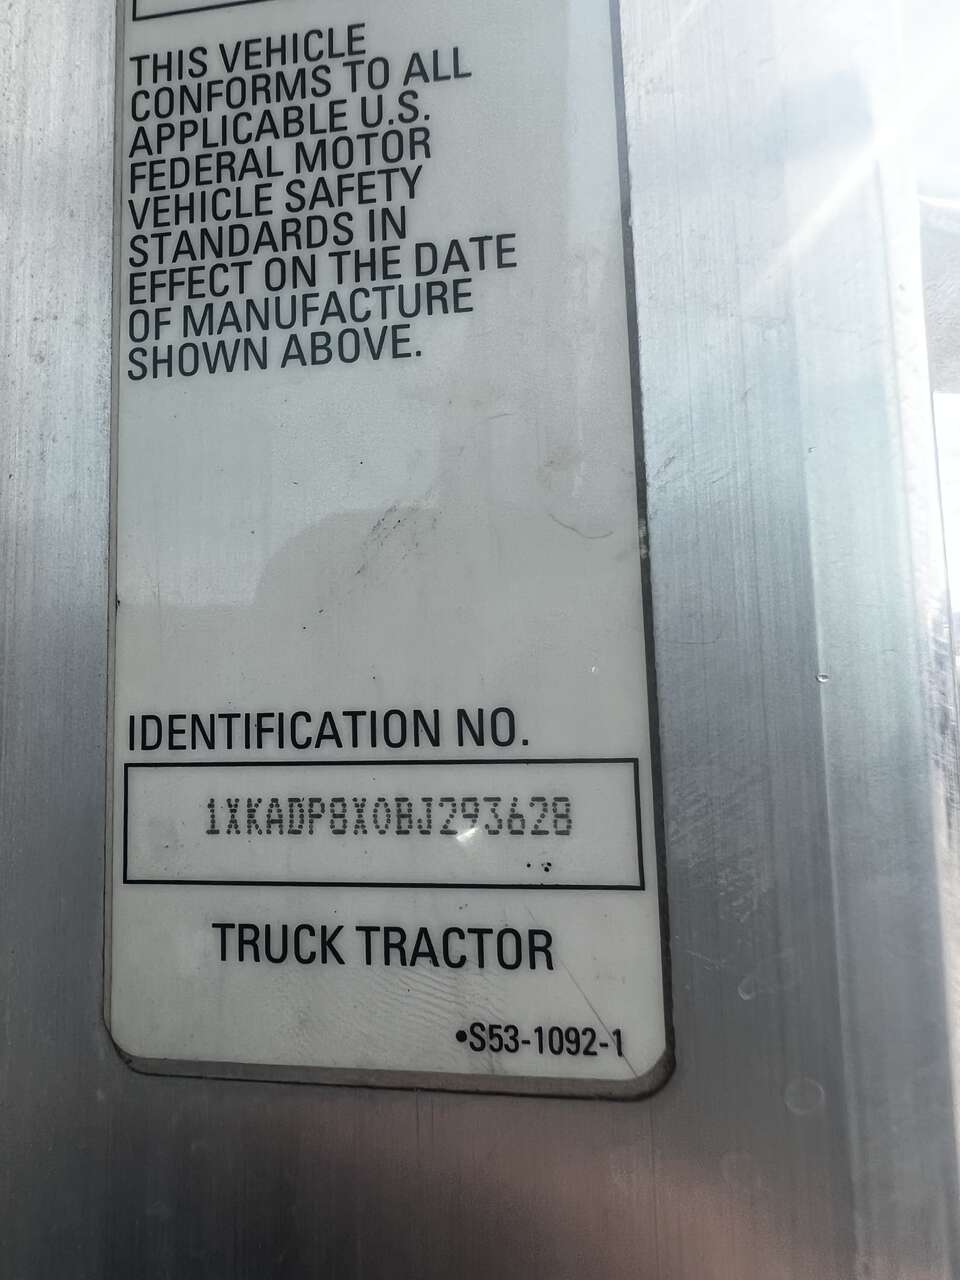 THIS VEHICLE
CONFORMS TO ALL
APPLICABLE U.S.
FEDERAL MOTOR
VEHICLE SAFETY
STANDARDS IN
EFFECT ON THE DATE
OF MANUFACTURE
SHOWN ABOVE.
IDENTIFICATION NO.
1XKADP8X0BJ293628
TRUCK TRACTOR
•S53-1092-1